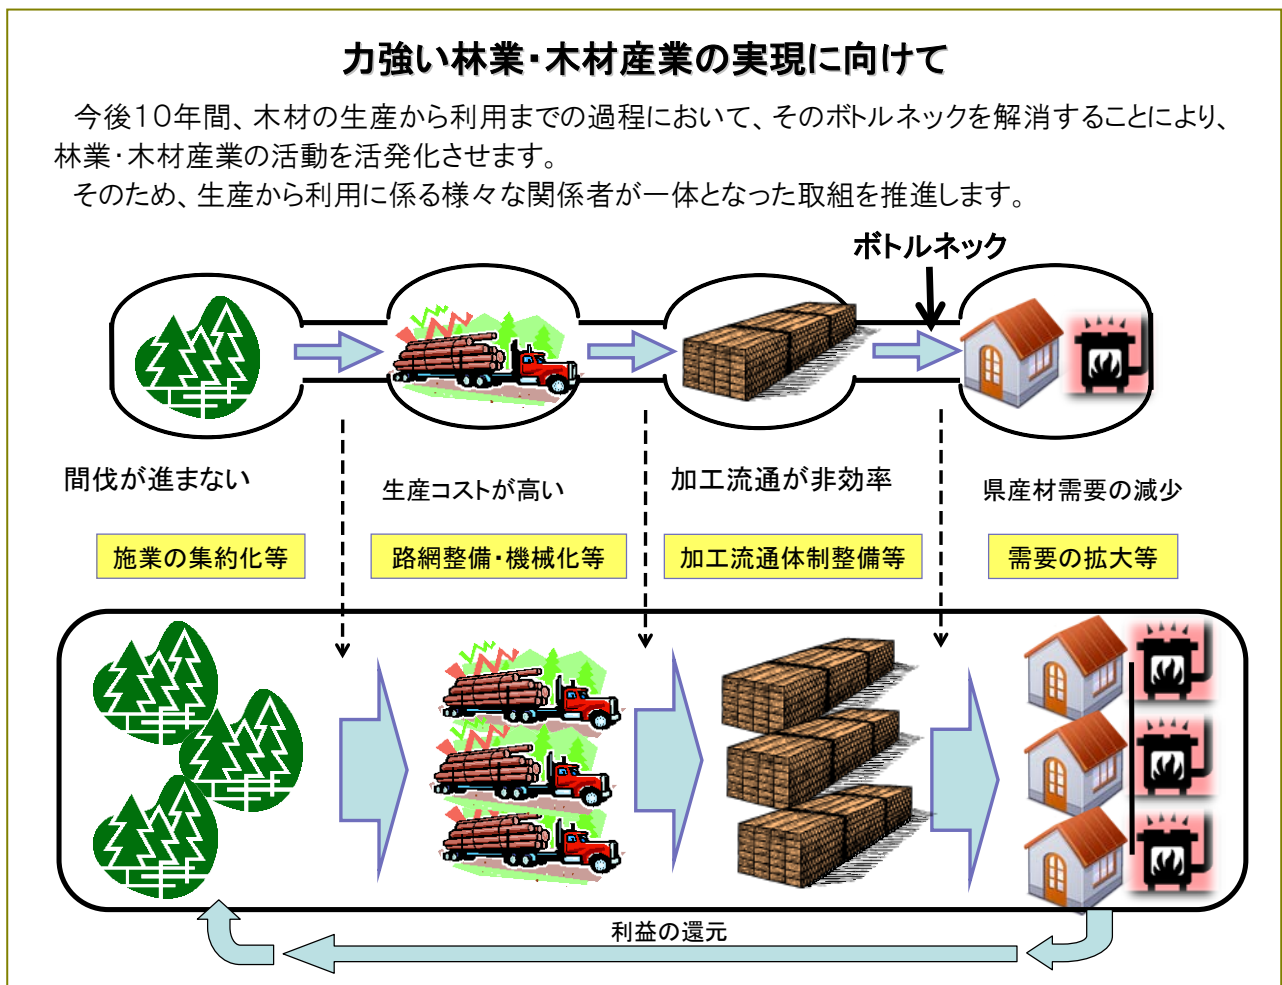 力強い林業・木材産業の実現に向けて
今後10年間、木材の生産から利用までの過程において、そのボトルネックを解消することにより、
林業・木材産業の活動を活発化させます。
そのため、生産から利用に係る様々な関係者が一体となった取組を推進します。
ボトルネック
間伐が進まない
生産コストが高い
加工流通が非効率
県産材需要の減少
施業の集約化等
路網整備・機械化等
加工流通体制整備等
需要の拡大等
利益の還元